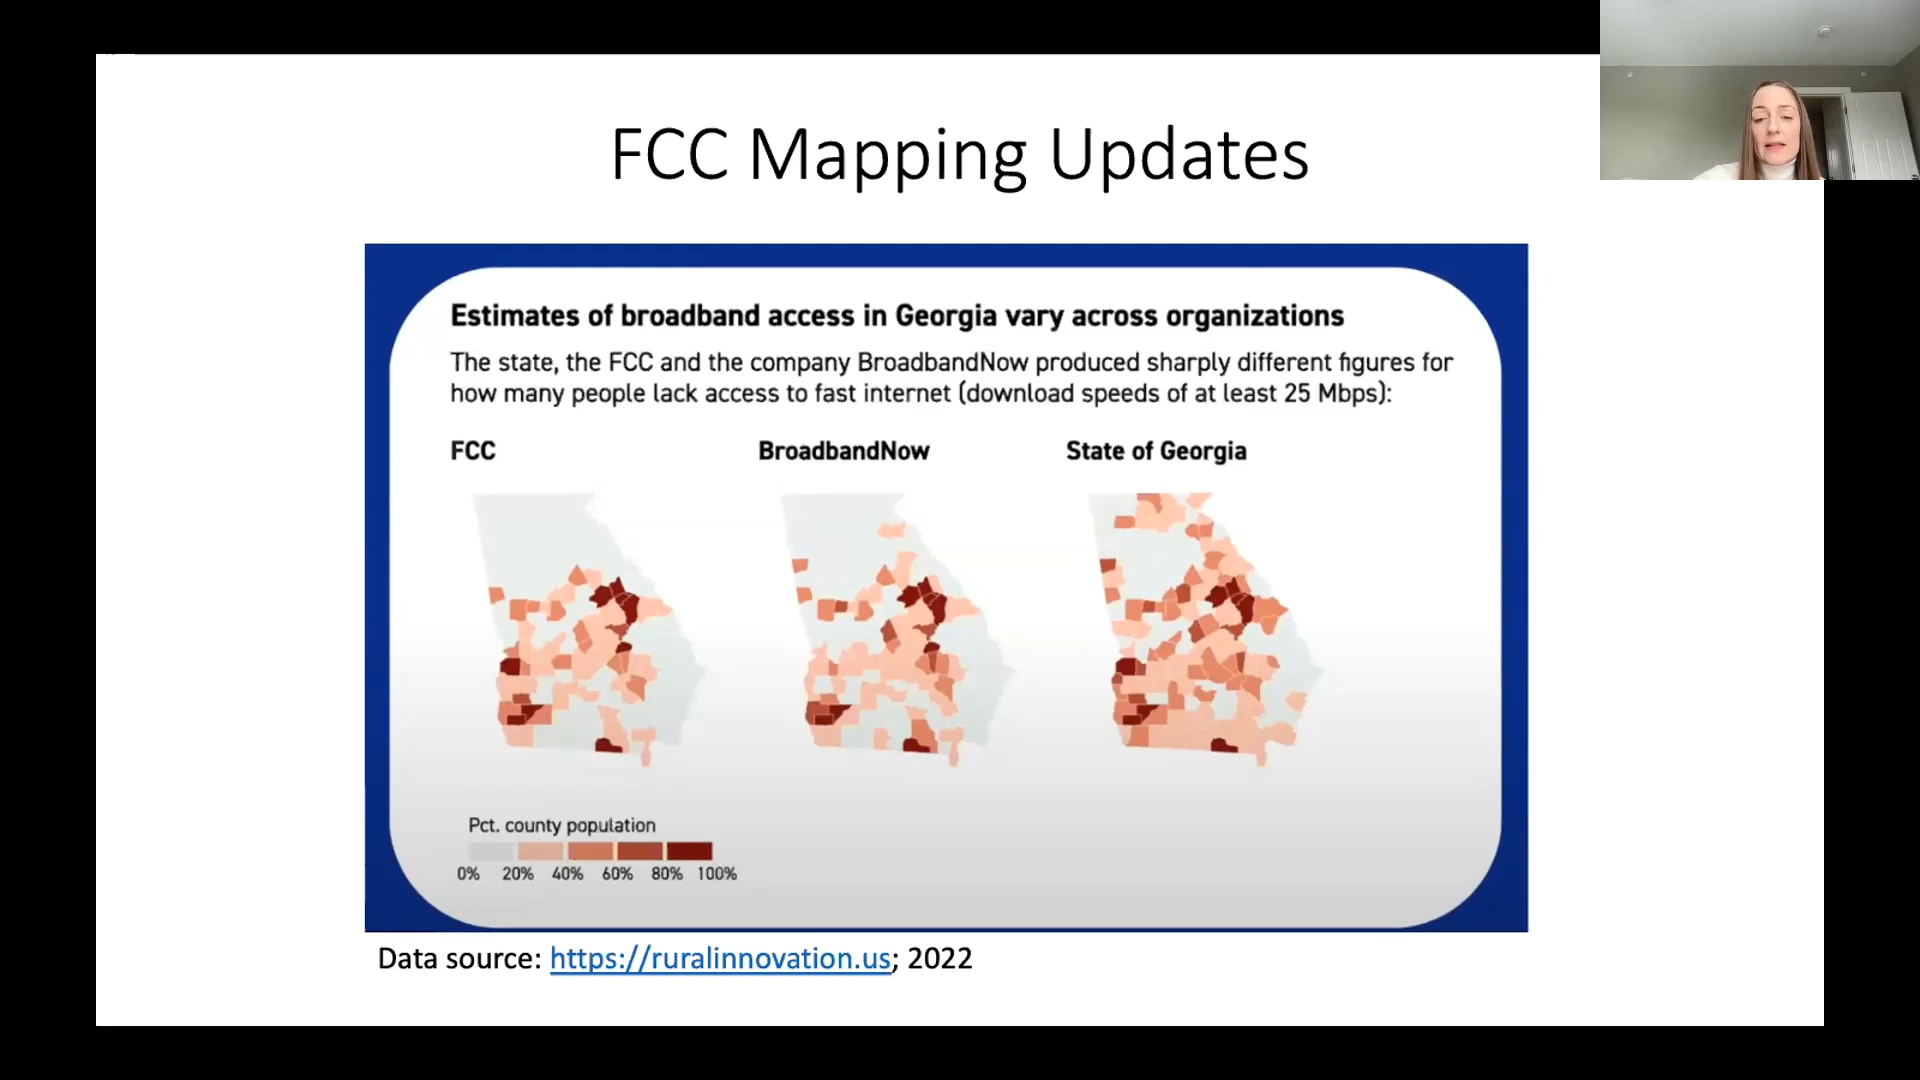 FCC Mapping Updates
Estimates of broadband access in Georgia vary across organizations
The state, the FCC and the company BroadbandNow produced sharply different figures for
how many people lack access to fast internet (download speeds of at least 25 Mbps):
FCC
BroadbandNow
State of Georgia
Pct. county population
0% 20% 40% 60% 80% 100%
Data source: https://ruralinnovation.us; 2022